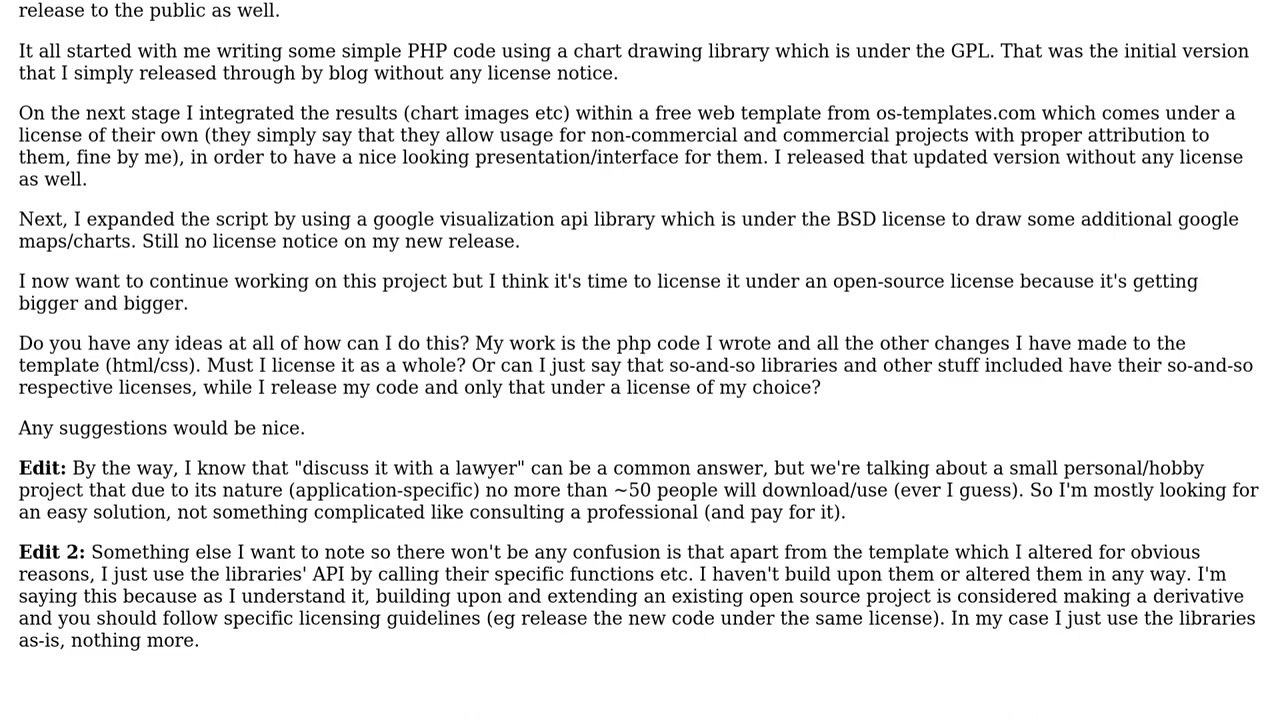 release to the public as well.
It all started with me writing some simple PHP code using a chart drawing library which is under the GPL. That was the initial version
that I simply released through by blog without any license notice.
On the next stage I integrated the results (chart images etc) within a free web template from os-templates.com which comes under a
license of their own (they simply say that they allow usage for non-commercial and commercial projects with proper attribution to
them, fine by me), in order to have a nice looking presentation/interface for them. I released that updated version without any license
as well.
Next, I expanded the script by using a google visualization api library which is under the BSD license to draw some additional google
maps/charts. Still no license notice on my new release.
I now want to continue working on this project but I think it's time to license it under an open-source license because it's getting
bigger and bigger.
Do you have any ideas at all of how can I do this? My work is the php code I wrote and all the other changes I have made to the
template (html/css). Must I license it as a whole? Or can I just say that so-and-so libraries and other stuff included have their so-and-so
respective licenses, while I release my code and only that under a license of my choice?
Any suggestions would be nice.
Edit: By the way, I know that "discuss it with a lawyer" can be a common answer, but we're talking about a small personal/hobby
project that due to its nature (application-specific) no more than ~50 people will download/use (ever I guess). So I'm mostly looking for
an easy solution, not something complicated like consulting a professional (and pay for it).
Edit 2: Something else I want to note so there won't be any confusion is that apart from the template which I altered for obvious
reasons, I just use the libraries' API by calling their specific functions etc. I haven't build upon them or altered them in any way. I'm
saying this because as I understand it, building upon and extending an existing open source project is considered making a derivative
and you should follow specific licensing guidelines (eg release the new code under the same license). In my case I just use the libraries
as-is, nothing more.